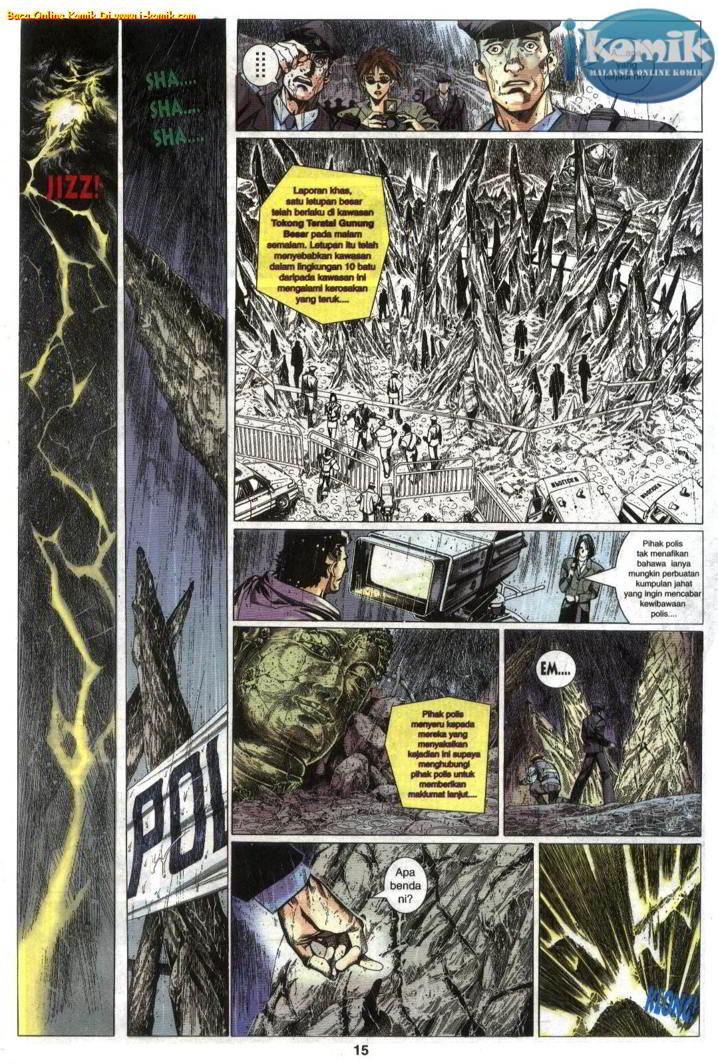 Baca Online Komik Di www.i-komik.com
i komik
MALAYSIA ONLINE KOMIK
JIZZ!
SHA....
SHA....
SHA....
Laporan khas,
satu letupan besar
telah berlaku di kawasan
Tokong Teratai Gunung
Besar pada malam
semalam. Letupan itu telah
menyebabkan kawasan
dalam lingkungan 10 batu
daripada kawasan ini
mengalami kerosakan
yang teruk....
Pihak polis
tak menafikan
bahawa ianya
mungkin perbuatan
kumpulan jahat
yang ingin mencabar
kewibawaan
polis....
Pihak polis
menyeru kepada
mereka yang
menyaksikan
kejadian ini supaya
menghubungi
pihak polis untuk
memberikan
maklumat lanjut....
EM....
POL
Apa
benda
ni?
KLONG!
15